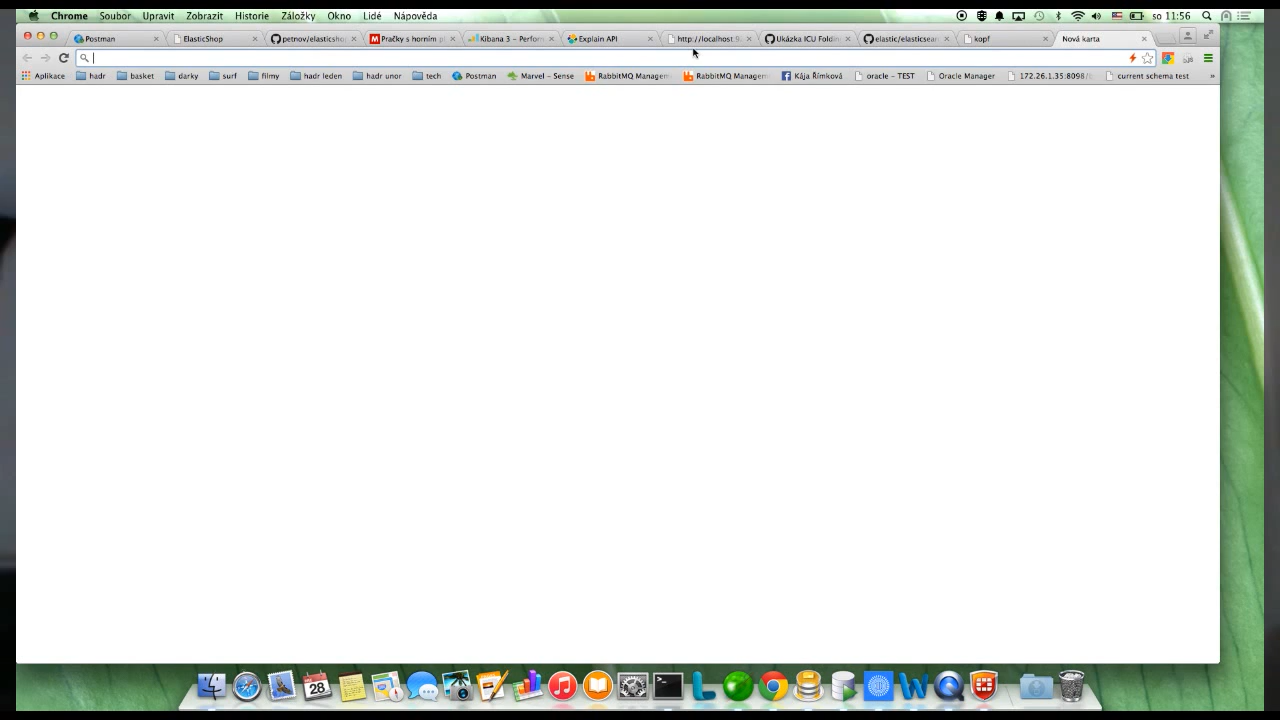 Chrome Soubor Upravit Zobrazit Historie Záložky Okno Lidé Nápověda so 11:56
Postman ElasticShop petnov/elasticsho Pračky s horním p Kibana 3 – Perform Explain API http://localhost:9 Ukázka ICU Foldin elastic/elasticsear kopf Nová karta
Aplikace hadr basket darky surf filmy hadr leden hadr unor tech Postman Marvel – Sense RabbitMQ Managem RabbitMQ Managem Kája Římková oracle – TEST Oracle Manager 172.26.1.35:8098/ current schema test »
28